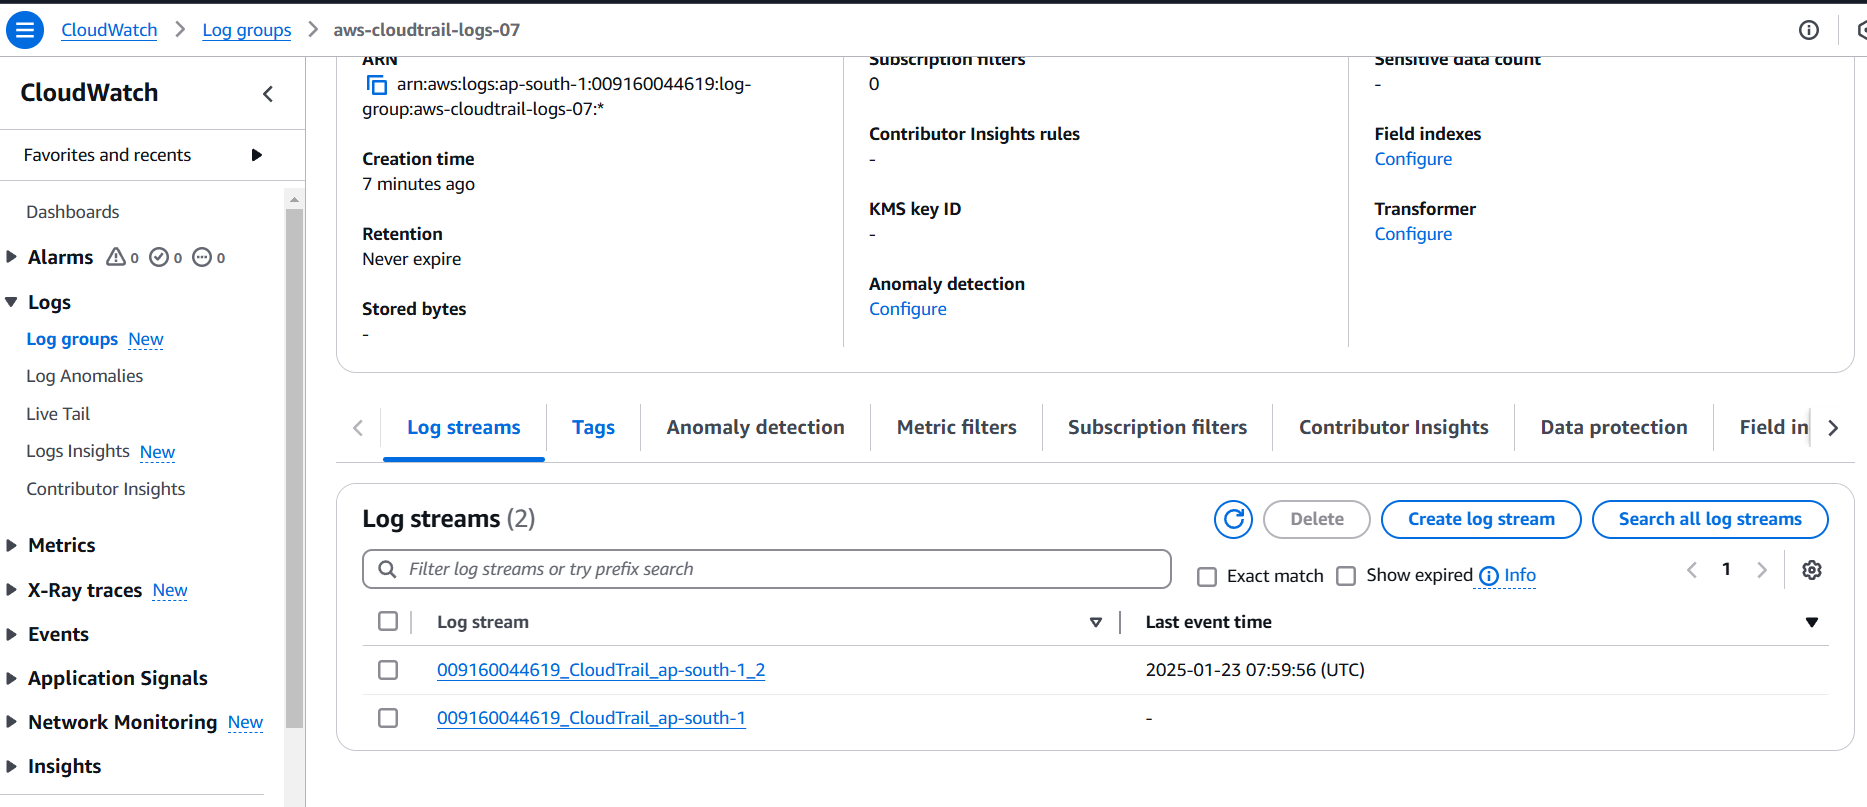 CloudWatch > Log groups > aws-cloudtrail-logs-07
CloudWatch
Favorites and recents
Dashboards
Alarms 0 0 0
Logs
Log groups New
Log Anomalies
Live Tail
Logs Insights New
Contributor Insights
Metrics
X-Ray traces New
Events
Application Signals
Network Monitoring New
Insights
ARN
arn:aws:logs:ap-south-1:009160044619:log-
group:aws-cloudtrail-logs-07:*
Creation time
7 minutes ago
Retention
Never expire
Stored bytes
-
Subscription filters
0
Contributor Insights rules
-
KMS key ID
-
Anomaly detection
Configure
Sensitive data count
-
Field indexes
Configure
Transformer
Configure
Log streams Tags Anomaly detection Metric filters Subscription filters Contributor Insights Data protection Field in
Log streams (2)
Delete Create log stream Search all log streams
Filter log streams or try prefix search
Exact match Show expired Info
1
Log stream Last event time
009160044619_CloudTrail_ap-south-1_2 2025-01-23 07:59:56 (UTC)
009160044619_CloudTrail_ap-south-1 -